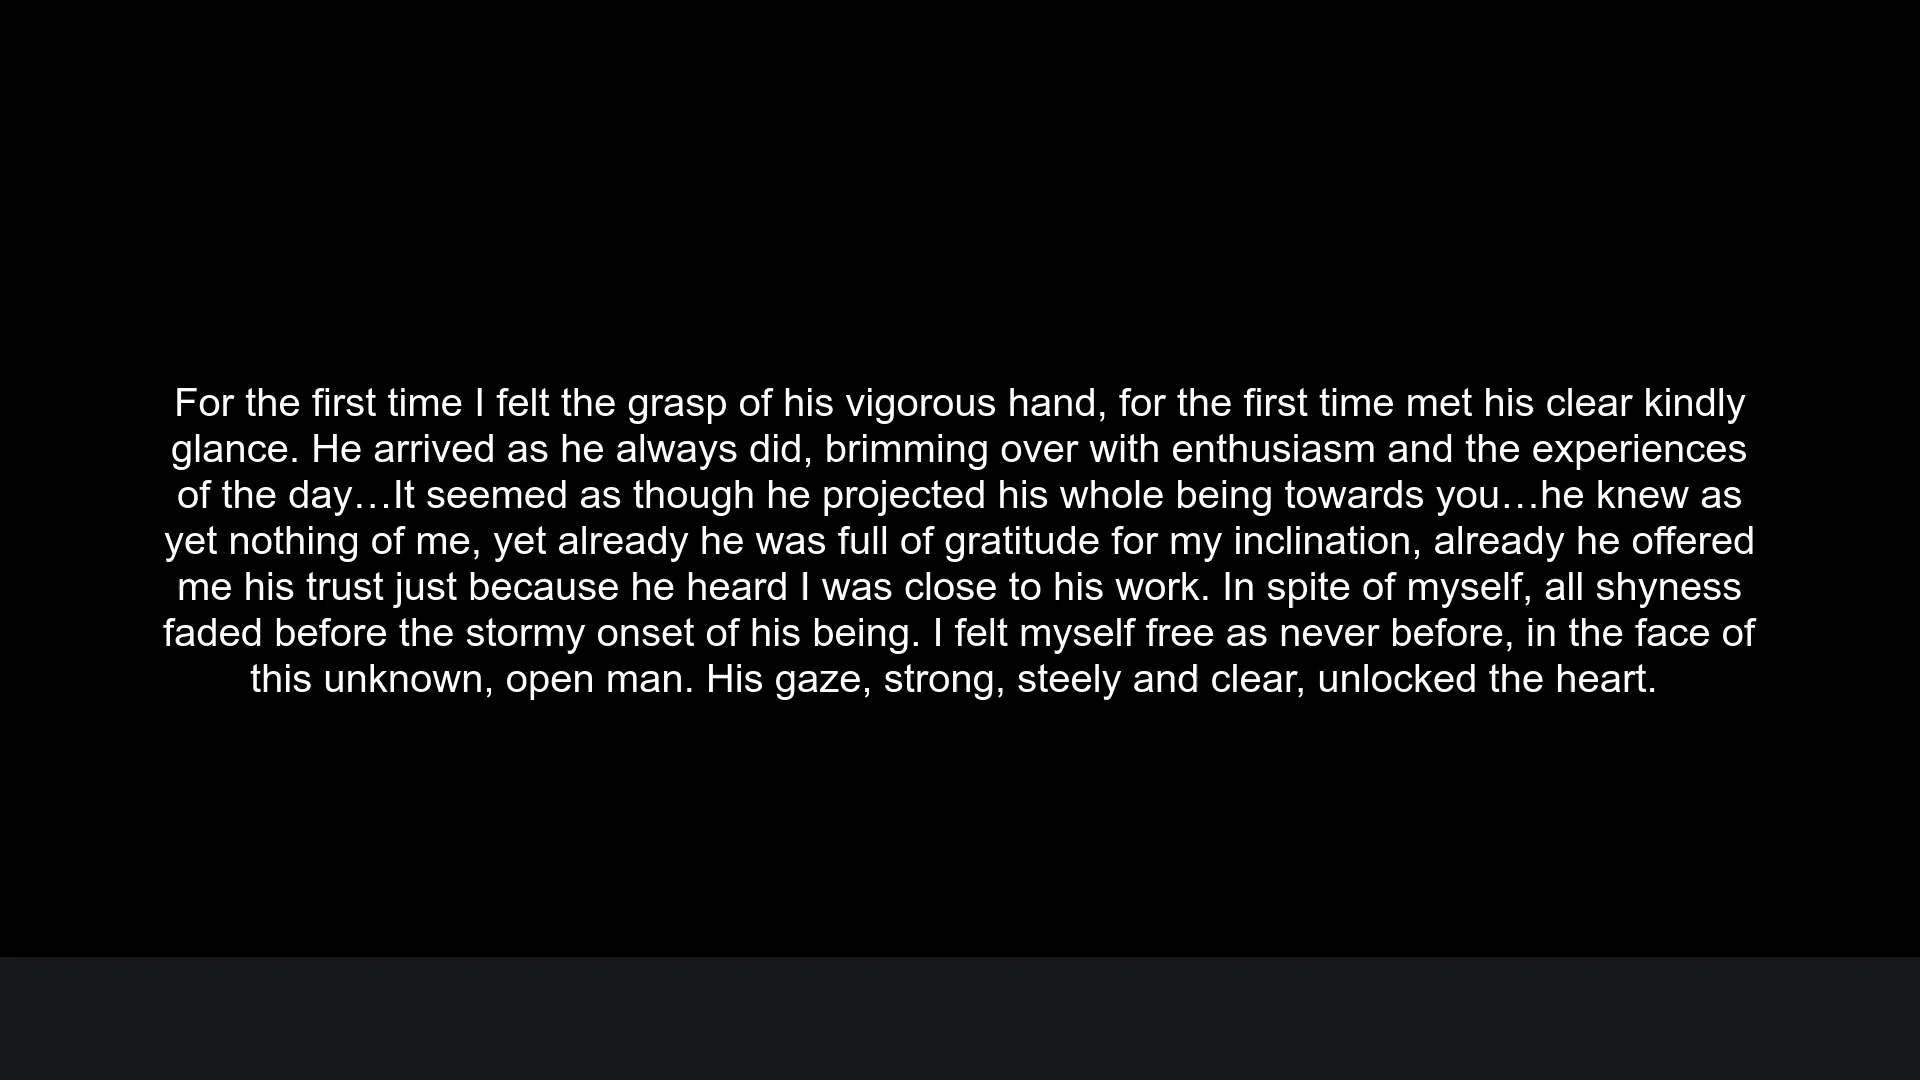 For the first time I felt the grasp of his vigorous hand, for the first time met his clear kindly
glance. He arrived as he always did, brimming over with enthusiasm and the experiences
of the day…It seemed as though he projected his whole being towards you…he knew as
yet nothing of me, yet already he was full of gratitude for my inclination, already he offered
me his trust just because he heard I was close to his work. In spite of myself, all shyness
faded before the stormy onset of his being. I felt myself free as never before, in the face of
this unknown, open man. His gaze, strong, steely and clear, unlocked the heart.